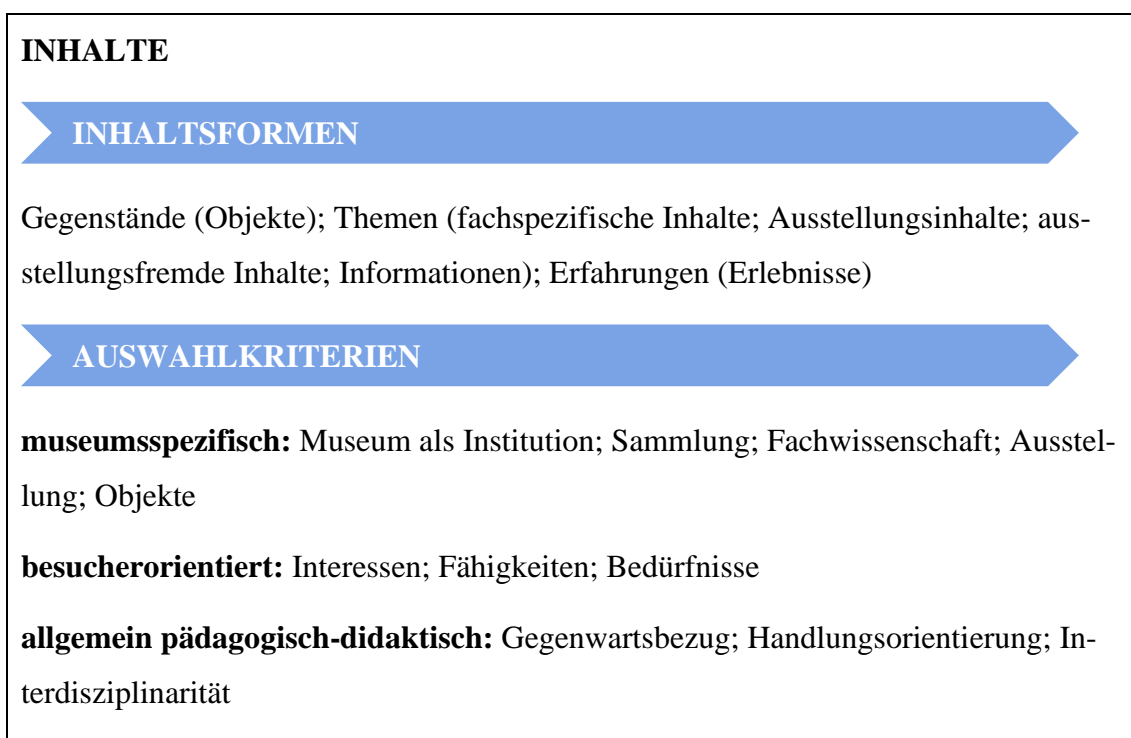 INHALTE
INHALTSFORMEN
Gegenstände (Objekte); Themen (fachspezifische Inhalte; Ausstellungsinhalte; aus-
stellungsfremde Inhalte; Informationen); Erfahrungen (Erlebnisse)
AUSWAHLKRITERIEN
museumsspezifisch: Museum als Institution; Sammlung; Fachwissenschaft; Ausstel-
lung; Objekte
besucherorientiert: Interessen; Fähigkeiten; Bedürfnisse
allgemein pädagogisch-didaktisch: Gegenwartsbezug; Handlungsorientierung; In-
terdisziplinarität